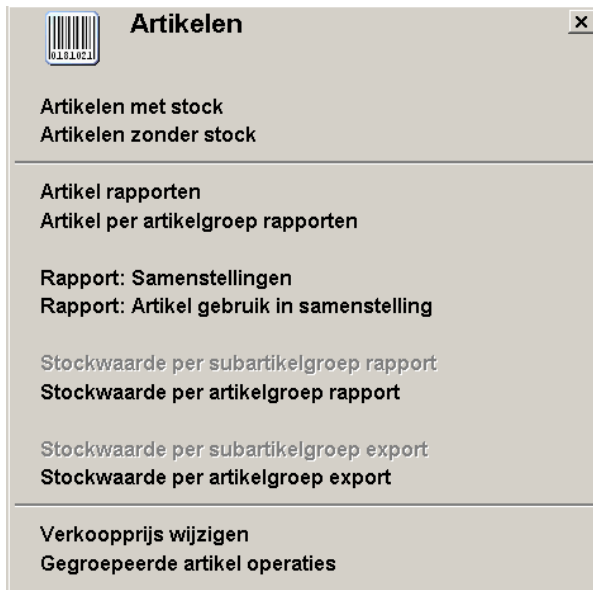 Artikelen
0181021
Artikelen met stock
Artikelen zonder stock
Artikel rapporten
Artikel per artikelgroep rapporten
Rapport: Samenstellingen
Rapport: Artikel gebruik in samenstelling
Stockwaarde per subartikelgroep rapport
Stockwaarde per artikelgroep rapport
Stockwaarde per subartikelgroep export
Stockwaarde per artikelgroep export
Verkoopprijs wijzigen
Gegroepeerde artikel operaties